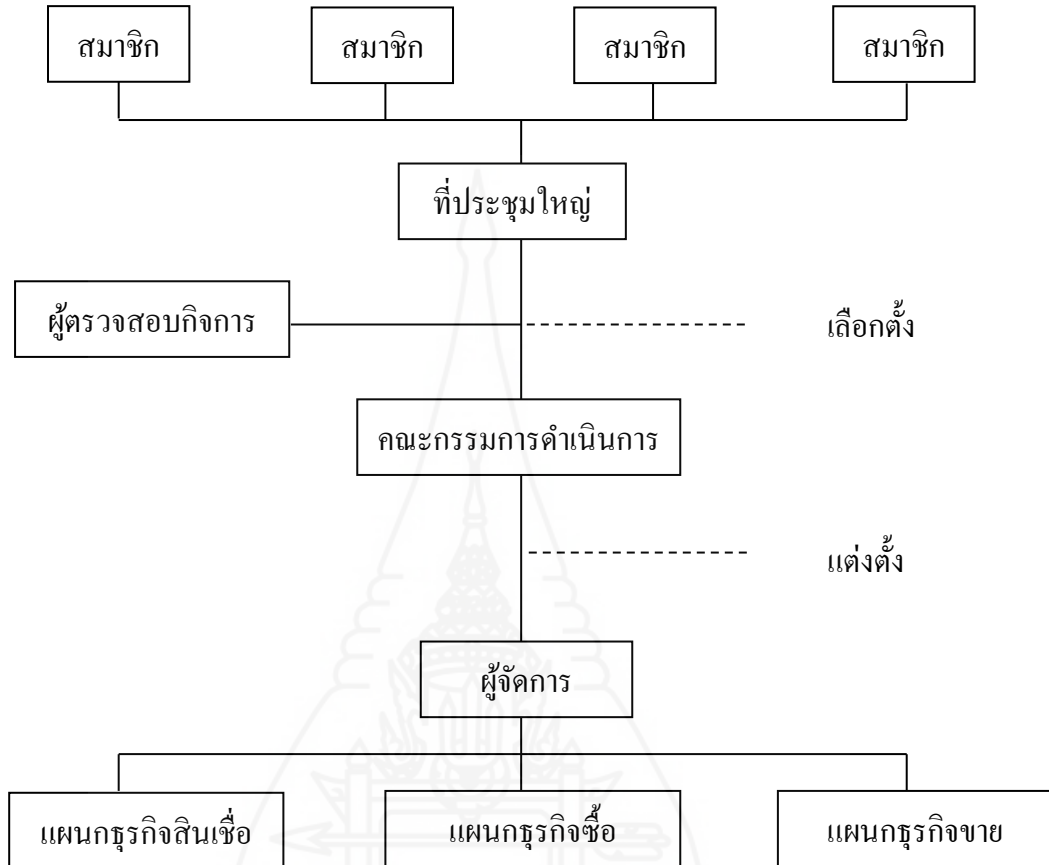 สมาชิก
สมาชิก
สมาชิก
สมาชิก
ที่ประชุมใหญ่
ผู้ตรวจสอบกิจการ
เลือกตั้ง
คณะกรรมการดำเนินการ
แต่งตั้ง
ผู้จัดการ
แผนกธุรกิจสินเชื่อ
แผนกธุรกิจซื้อ
แผนกธุรกิจขาย